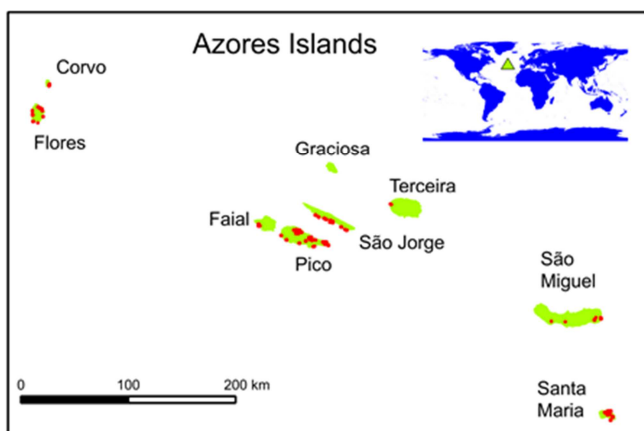 Azores Islands
Corvo
Flores
Graciosa
Terceira
Faial
São Jorge
Pico
São
Miguel
0 100 200 km
Santa
Maria